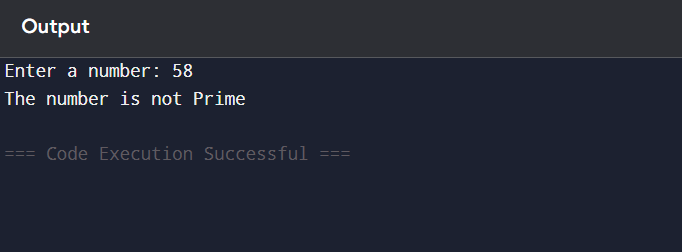 Output
Enter a number: 58
The number is not Prime
=== Code Execution Successful ===